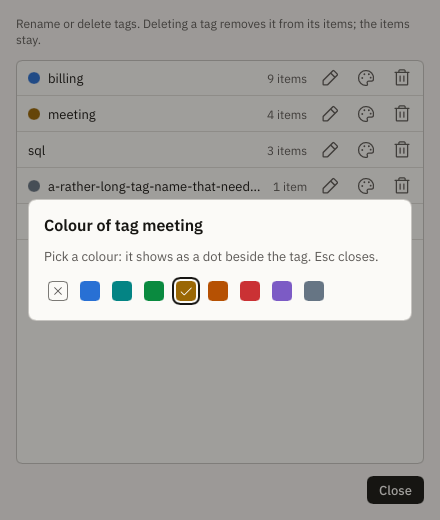 Rename or delete tags. Deleting a tag removes it from its items; the items
stay.
billing 9 items
meeting 4 items
sql 3 items
a-rather-long-tag-name-that-need... 1 item
Colour of tag meeting
Pick a colour: it shows as a dot beside the tag. Esc closes.
Close